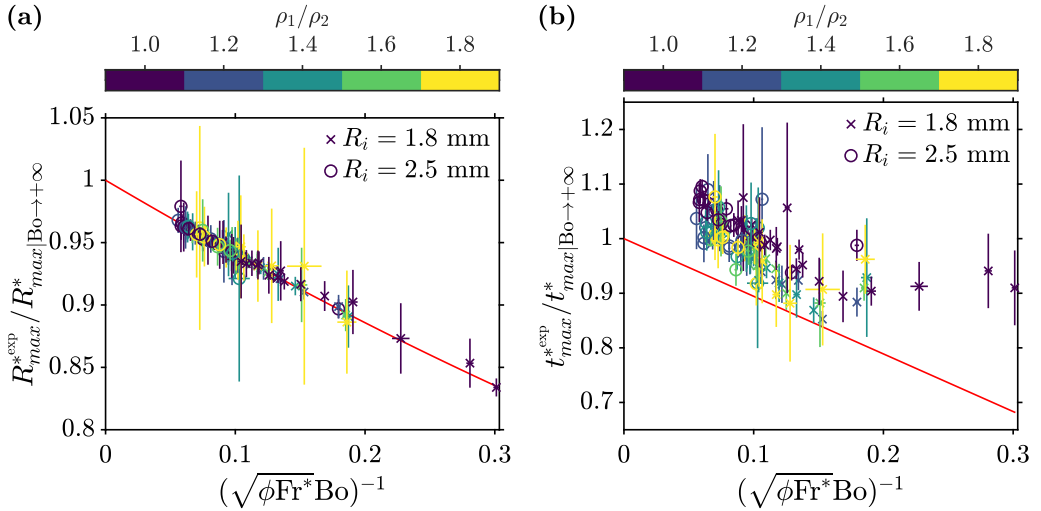 (a)
ρ₁/ρ₂
1.0 1.2 1.4 1.6 1.8
R*ᵉˣᵖₘₐₓ/R*ₘₐₓ|Bo→+∞
1.05
1
0.95
0.9
0.85
0.8
× Rᵢ = 1.8 mm
○ Rᵢ = 2.5 mm
0 0.1 0.2 0.3
(√ϕFr*Bo)⁻¹
(b)
ρ₁/ρ₂
1.0 1.2 1.4 1.6 1.8
t*ᵉˣᵖₘₐₓ/t*ₘₐₓ|Bo→+∞
1.2
1.1
1.0
0.9
0.8
0.7
× Rᵢ = 1.8 mm
○ Rᵢ = 2.5 mm
0 0.1 0.2 0.3
(√ϕFr*Bo)⁻¹